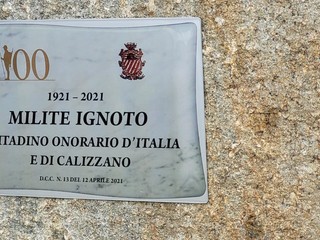 100
1921 - 2021
MILITE IGNOTO
CITTADINO ONORARIO D'ITALIA
E DI CALIZZANO
D.C.C. N. 13 DEL 12 APRILE 2021